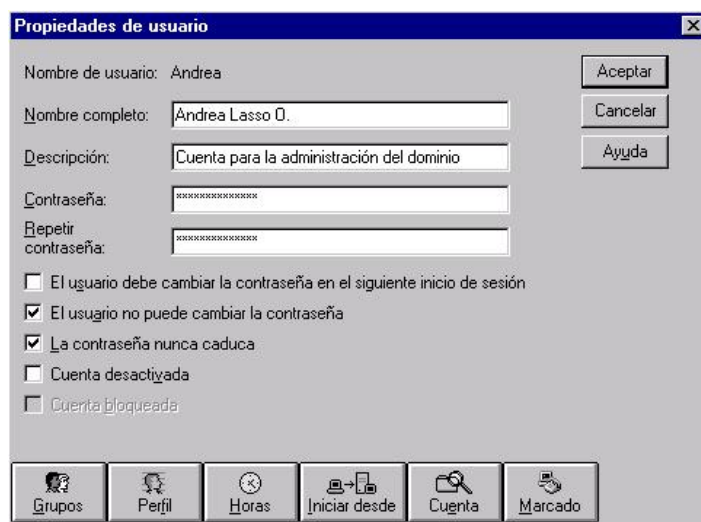 Propiedades de usuario
Nombre de usuario: Andrea
Aceptar
Nombre completo: Andrea Lasso O.
Cancelar
Descripción: Cuenta para la administración del dominio
Ayuda
Contraseña: **************
Repetir
contraseña: **************
El usuario debe cambiar la contraseña en el siguiente inicio de sesión
El usuario no puede cambiar la contraseña
La contraseña nunca caduca
Cuenta desactivada
Cuenta bloqueada
Grupos Perfil Horas Iniciar desde Cuenta Marcado